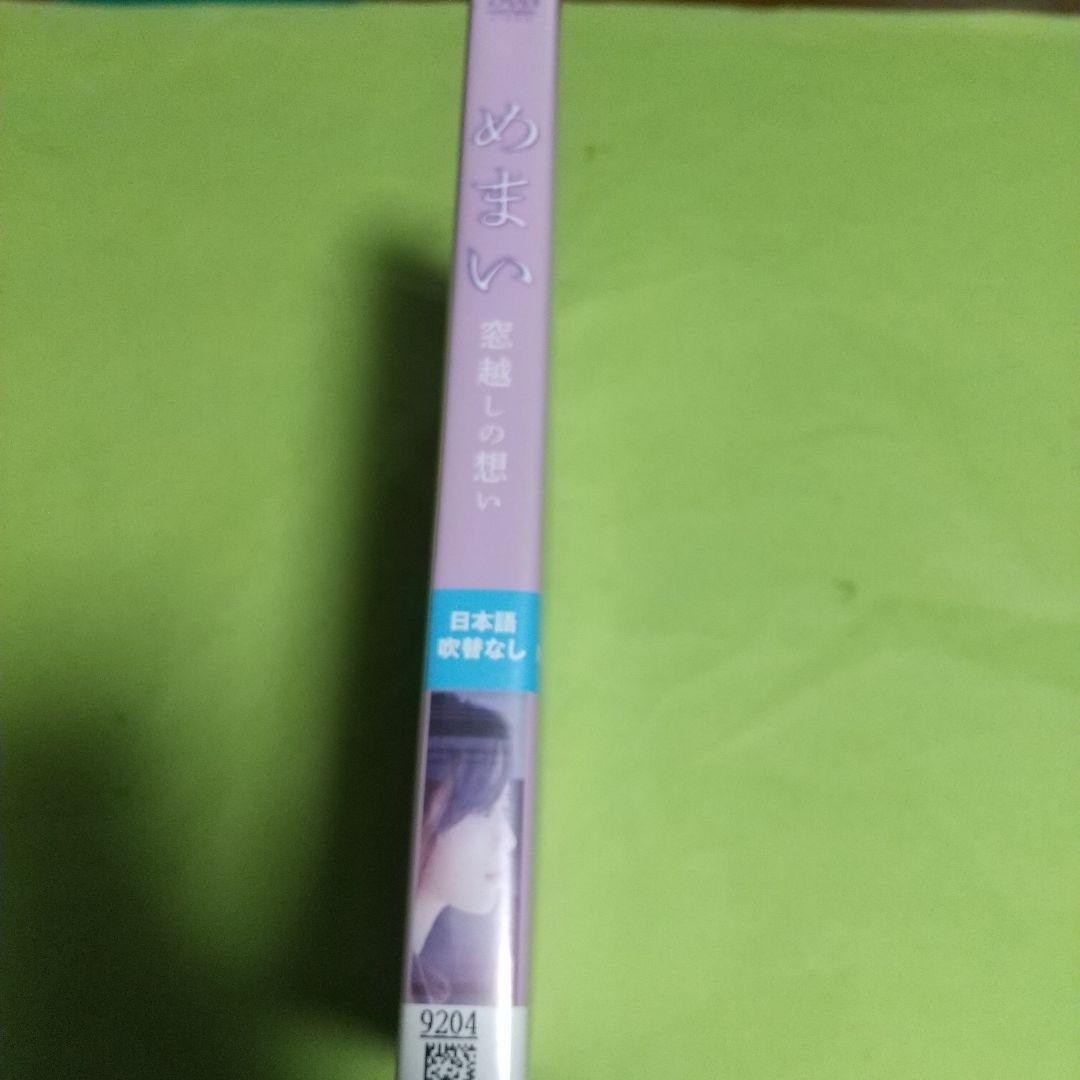 めまい
窓越しの想い
日本語
吹替なし
9204